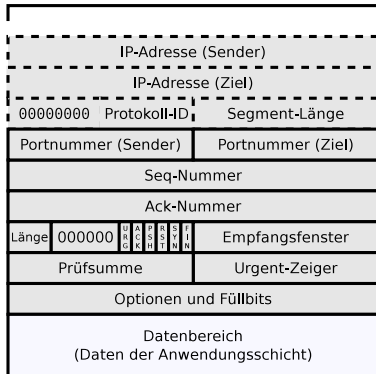 IP-Adresse (Sender)
IP-Adresse (Ziel)
00000000 Protokoll-ID Segment-Länge
Portnummer (Sender) Portnummer (Ziel)
Seq-Nummer
Ack-Nummer
Länge 000000 URG ACK PSH RST SYN FIN Empfangsfenster
Prüfsumme Urgent-Zeiger
Optionen und Füllbits
Datenbereich
(Daten der Anwendungsschicht)